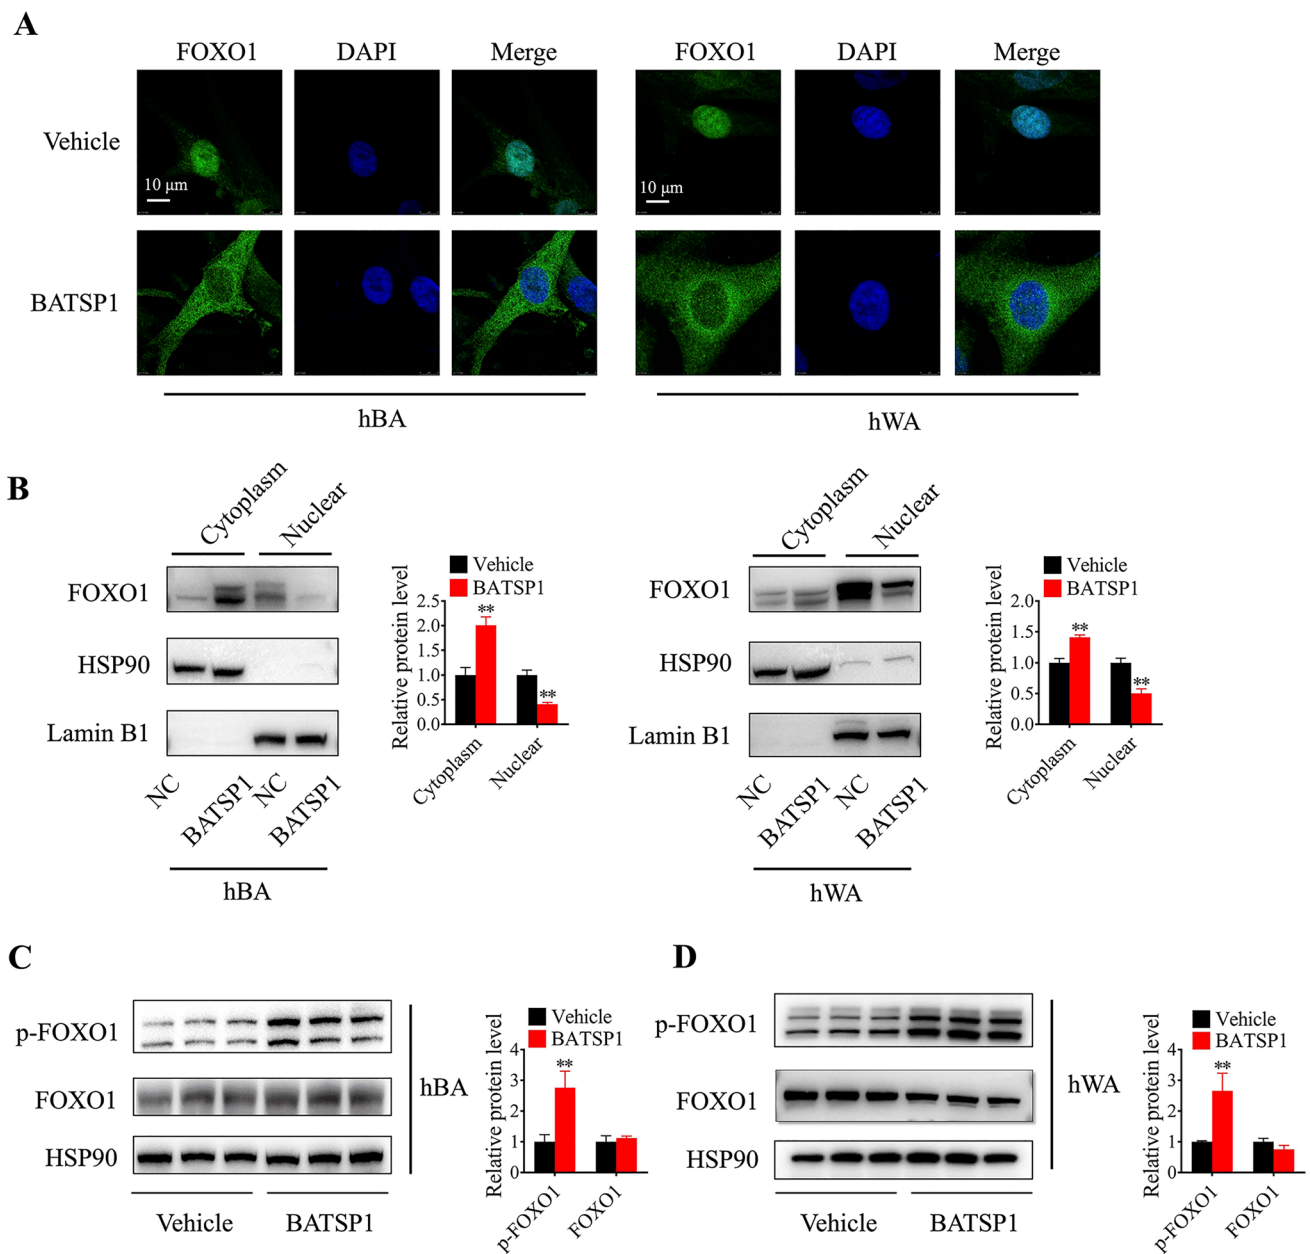 A
FOXO1 DAPI Merge FOXO1 DAPI Merge
Vehicle
10 μm
10 μm
BATSP1
hBA
hWA
B
Cytoplasm Nuclear
FOXO1
HSP90
Lamin B1
NC BATSP1 NC BATSP1
hBA
Vehicle
BATSP1
Relative protein level
2.5
2.0
1.5
1.0
0.5
0.0
**
**
Cytoplasm Nuclear
Cytoplasm Nuclear
FOXO1
HSP90
Lamin B1
NC BATSP1 NC BATSP1
hWA
Vehicle
BATSP1
Relative protein level
2.0
1.5
1.0
0.5
0.0
**
**
Cytoplasm Nuclear
C
p-FOXO1
FOXO1
HSP90
Vehicle BATSP1
hBA
Vehicle
BATSP1
Relative protein level
4
3
2
1
0
**
p-FOXO1 FOXO1
D
p-FOXO1
FOXO1
HSP90
Vehicle BATSP1
hWA
Vehicle
BATSP1
Relative protein level
4
3
2
1
0
**
p-FOXO1 FOXO1